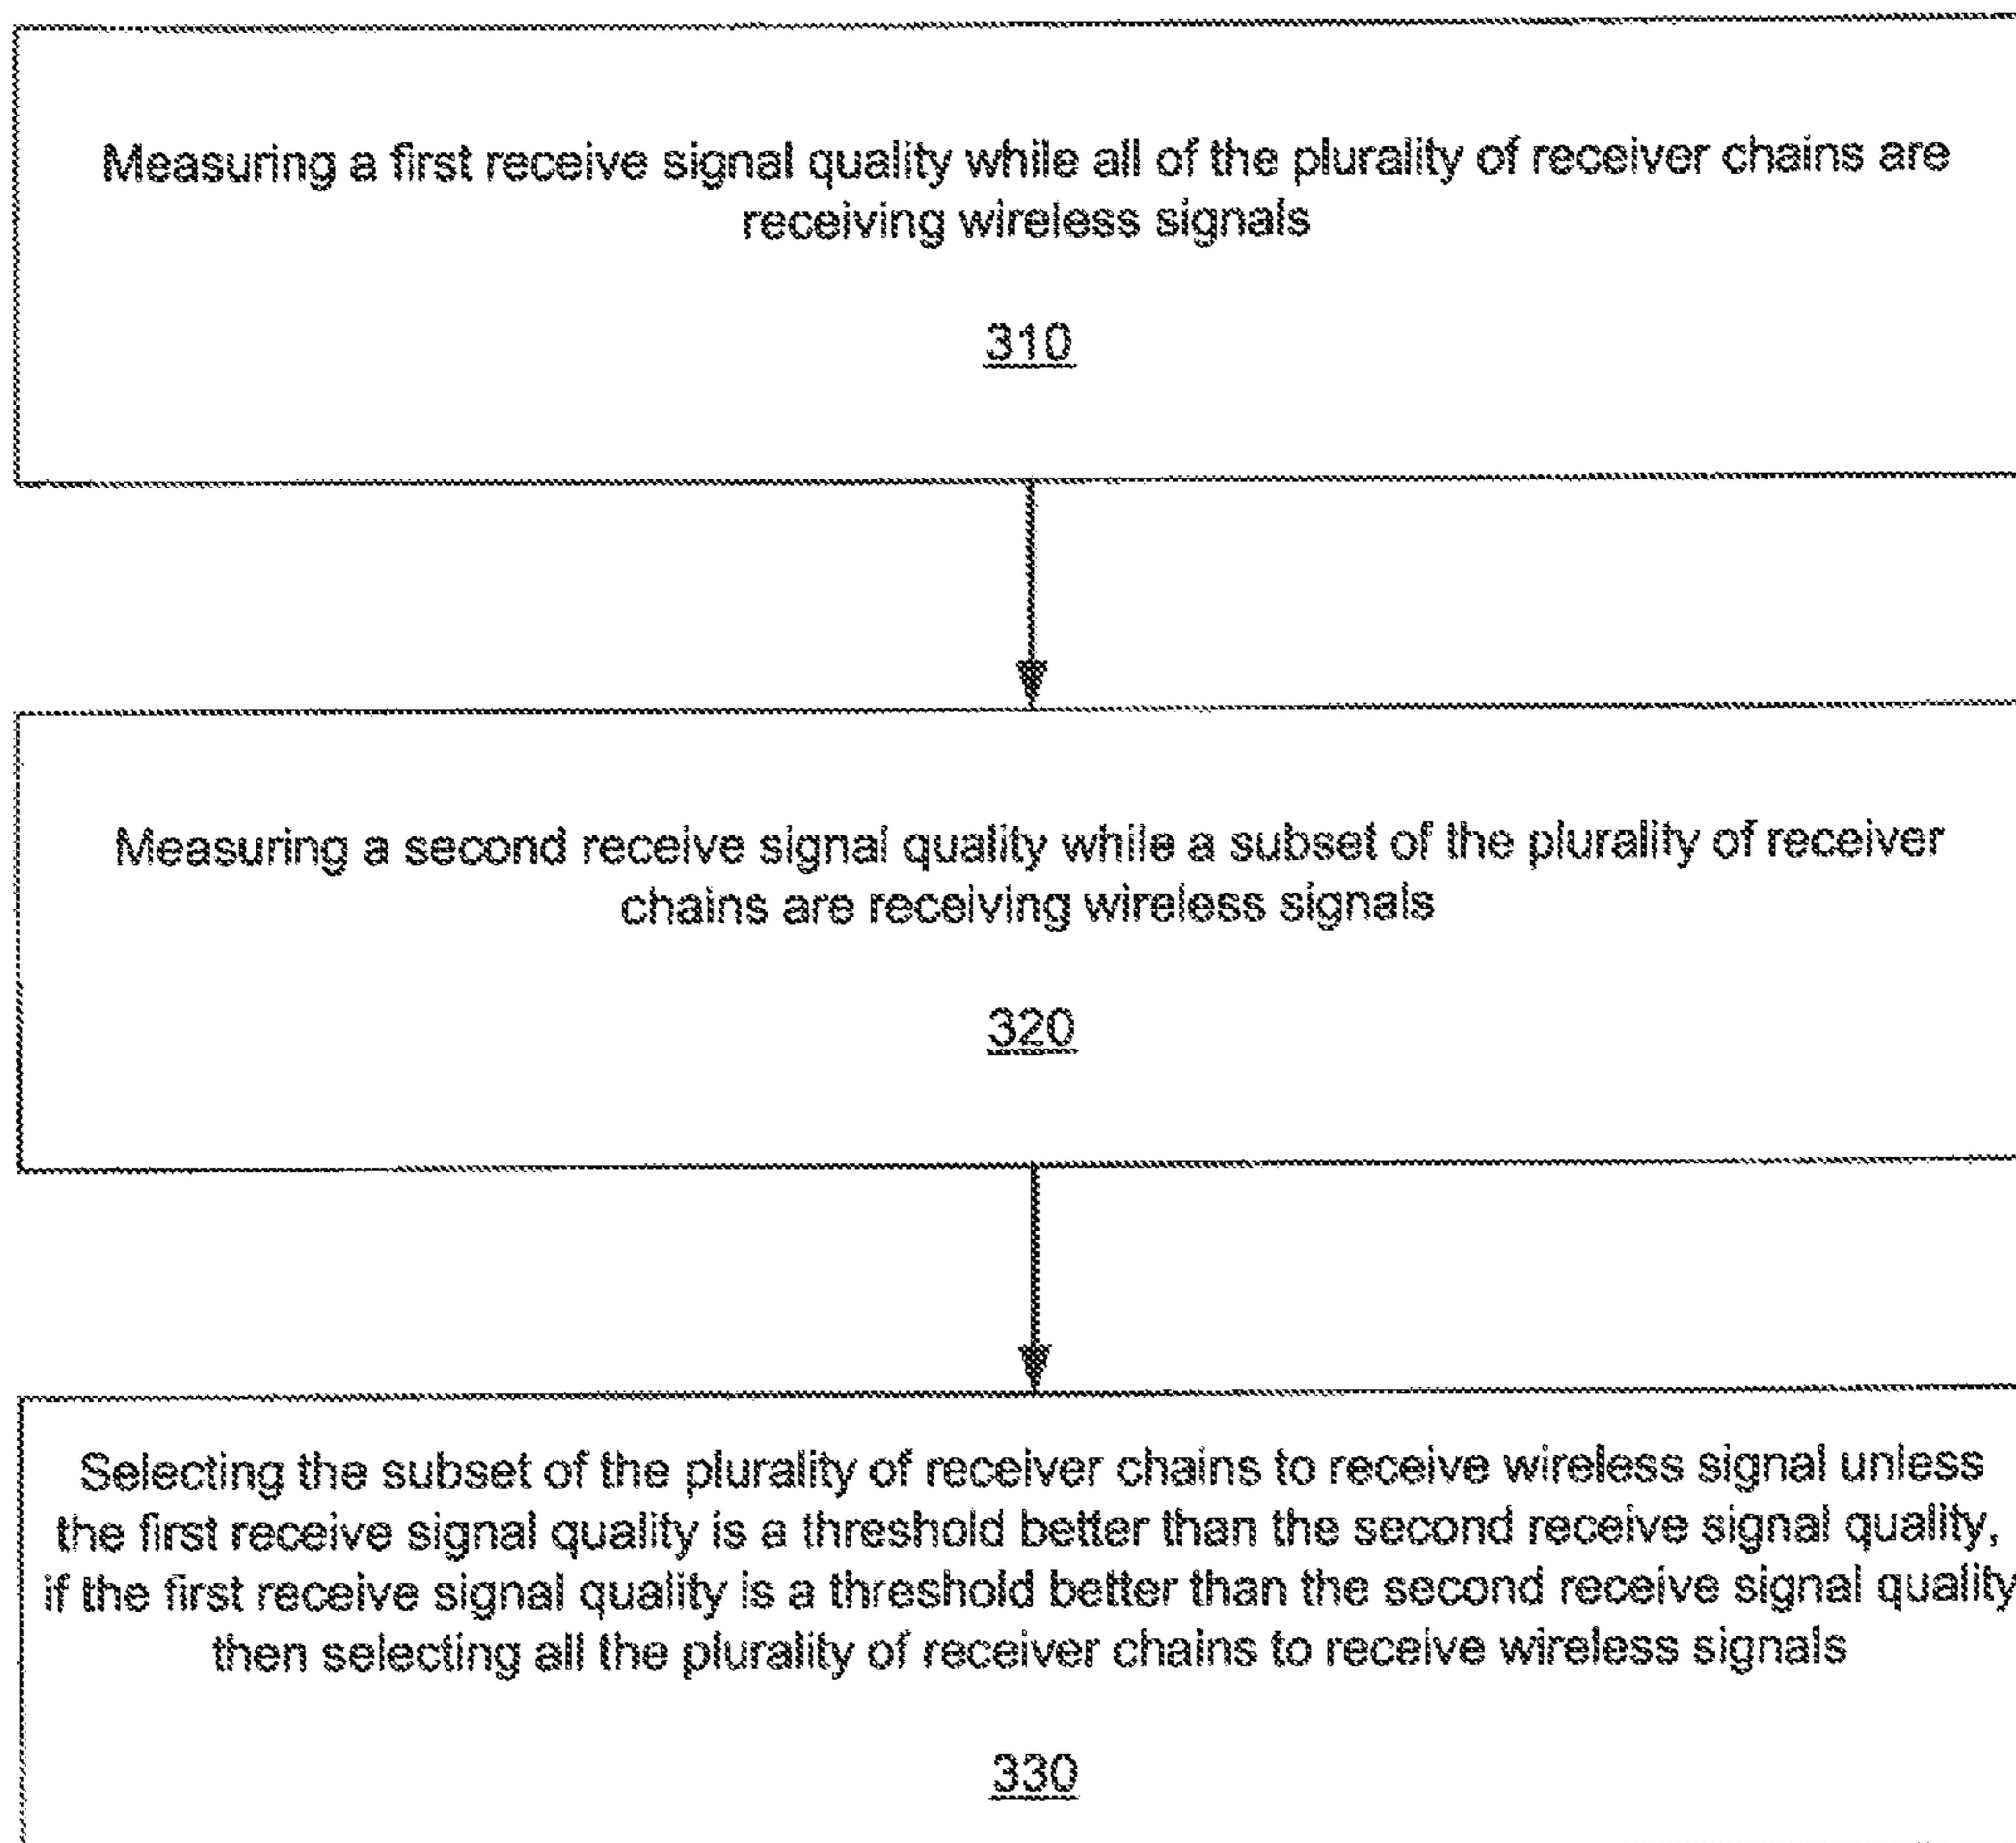 Measuring a first receive signal quality while all of the plurality of receiver chains are
receiving wireless signals
310
Measuring a second receive signal quality while a subset of the plurality of receiver
chains are receiving wireless signals
320
Selecting the subset of the plurality of receiver chains to receive wireless signal unless
the first receive signal quality is a threshold better than the second receive signal quality,
if the first receive signal quality is a threshold better than the second receive signal quality
then selecting all the plurality of receiver chains to receive wireless signals
330